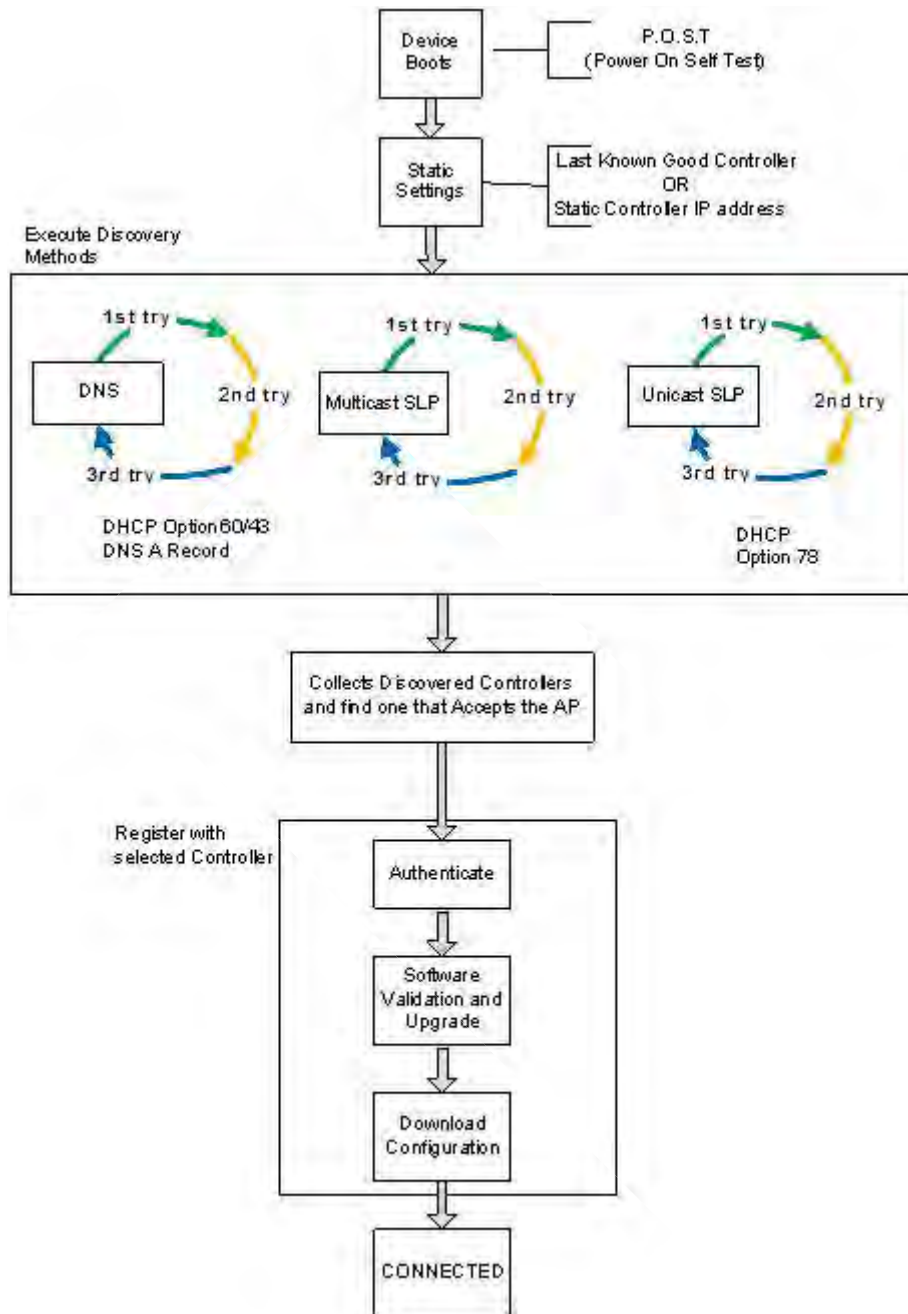 Device
Boots
P.O.S.T
(Power On Self Test)
Static
Settings
Last Known Good Controller
OR
Static Controller IP address
Execute Discovery
Methods
1st try
DNS
2nd try
3rd try
DHCP Option 60/43
DNS A Record
1st try
Multicast SLP
2nd try
3rd try
1st try
Unicast SLP
2nd try
3rd try
DHCP
Option 78
Collects Discovered Controllers
and find one that Accepts the AP
Register with
selected Controller
Authenticate
Software
Validation and
Upgrade
Download
Configuration
CONNECTED